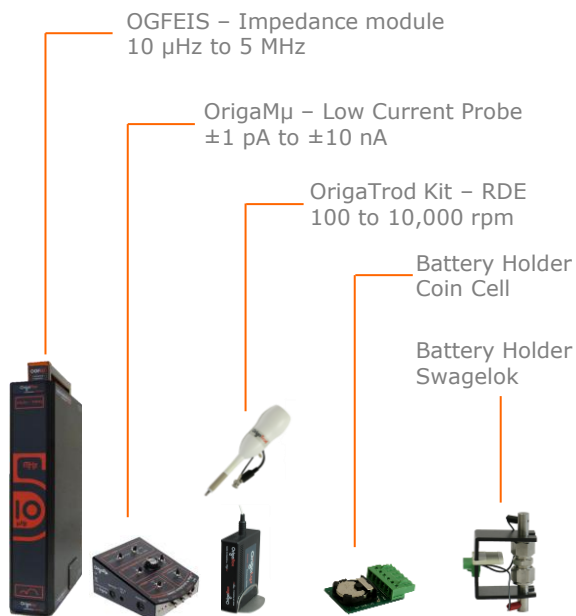 OGFEIS – Impedance module
10 µHz to 5 MHz
OrigaMµ – Low Current Probe
±1 pA to ±10 nA
OrigaTrod Kit – RDE
100 to 10,000 rpm
Battery Holder
Coin Cell
Battery Holder
Swagelok